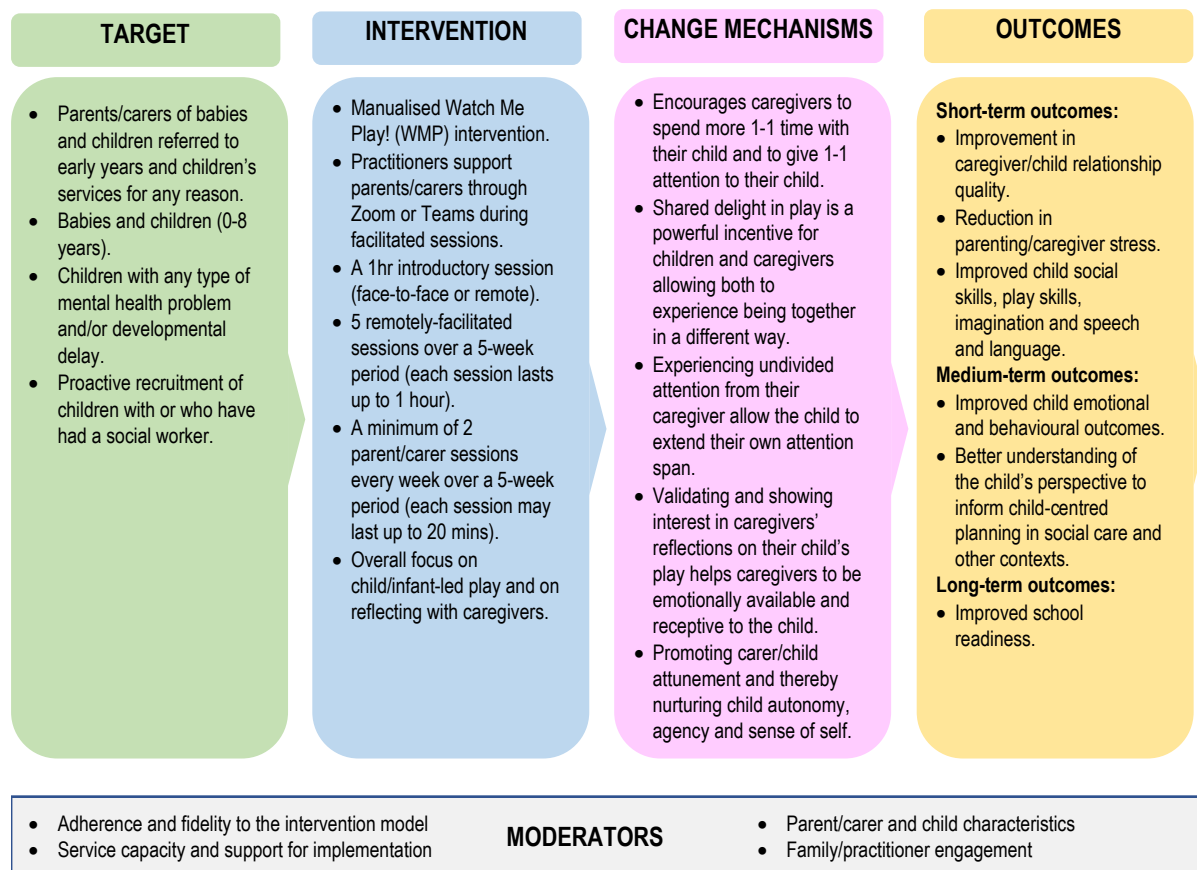 TARGET
• Parents/carers of babies
and children referred to
early years and children's
services for any reason.
• Babies and children (0-8
years).
• Children with any type of
mental health problem
and/or developmental
delay.
• Proactive recruitment of
children with or who have
had a social worker.
INTERVENTION
• Manualised Watch Me
Play! (WMP) intervention.
• Practitioners support
parents/carers through
Zoom or Teams during
facilitated sessions.
• A 1hr introductory session
(face-to-face or remote).
• 5 remotely-facilitated
sessions over a 5-week
period (each session lasts
up to 1 hour).
• A minimum of 2
parent/carer sessions
every week over a 5-week
period (each session may
last up to 20 mins).
• Overall focus on
child/infant-led play and on
reflecting with caregivers.
CHANGE MECHANISMS
• Encourages caregivers to
spend more 1-1 time with
their child and to give 1-1
attention to their child.
• Shared delight in play is a
powerful incentive for
children and caregivers
allowing both to
experience being together
in a different way.
• Experiencing undivided
attention from their
caregiver allow the child to
extend their own attention
span.
• Validating and showing
interest in caregivers'
reflections on their child's
play helps caregivers to be
emotionally available and
receptive to the child.
• Promoting carer/child
attunement and thereby
nurturing child autonomy,
agency and sense of self.
OUTCOMES
Short-term outcomes:
• Improvement in
caregiver/child relationship
quality.
• Reduction in
parenting/caregiver stress.
• Improved child social
skills, play skills,
imagination and speech
and language.
Medium-term outcomes:
• Improved child emotional
and behavioural outcomes.
• Better understanding of
the child's perspective to
inform child-centred
planning in social care and
other contexts.
Long-term outcomes:
• Improved school
readiness.
MODERATORS
• Adherence and fidelity to the intervention model
• Service capacity and support for implementation
• Parent/carer and child characteristics
• Family/practitioner engagement